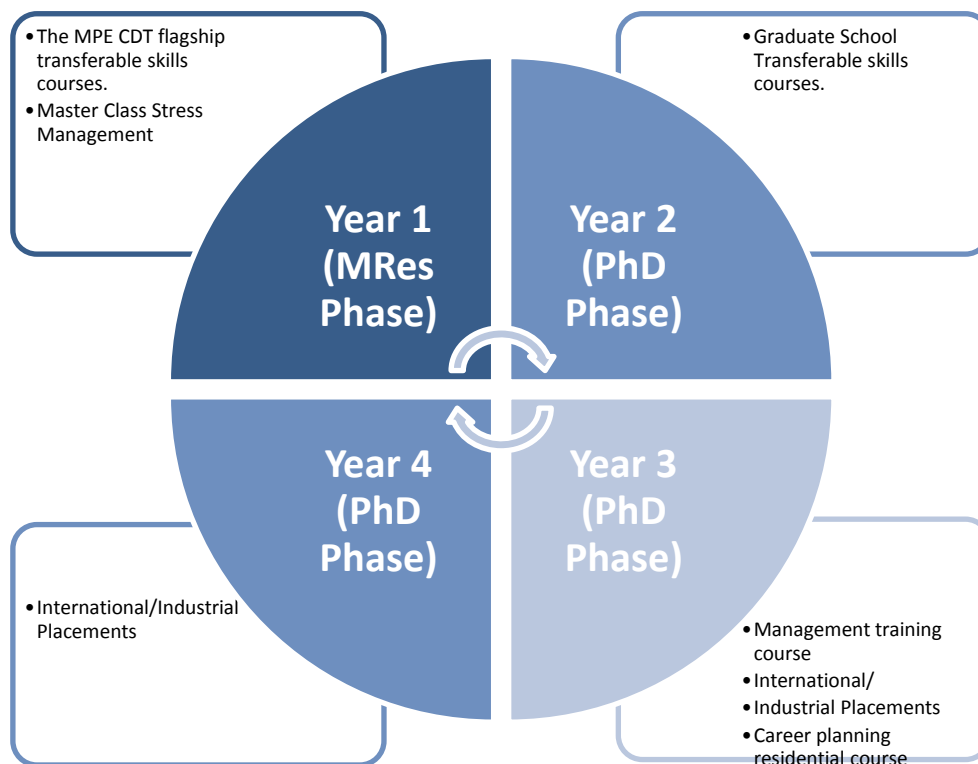 •The MPE CDT flagship
transferable skills
courses.
•Master Class Stress
Management
•Graduate School
Transferable skills
courses.
Year 1
(MRes
Phase)
Year 2
(PhD
Phase)
Year 4
(PhD
Phase)
Year 3
(PhD
Phase)
•International/Industrial
Placements
•Management training
course
•International/
•Industrial Placements
•Career planning
residential course